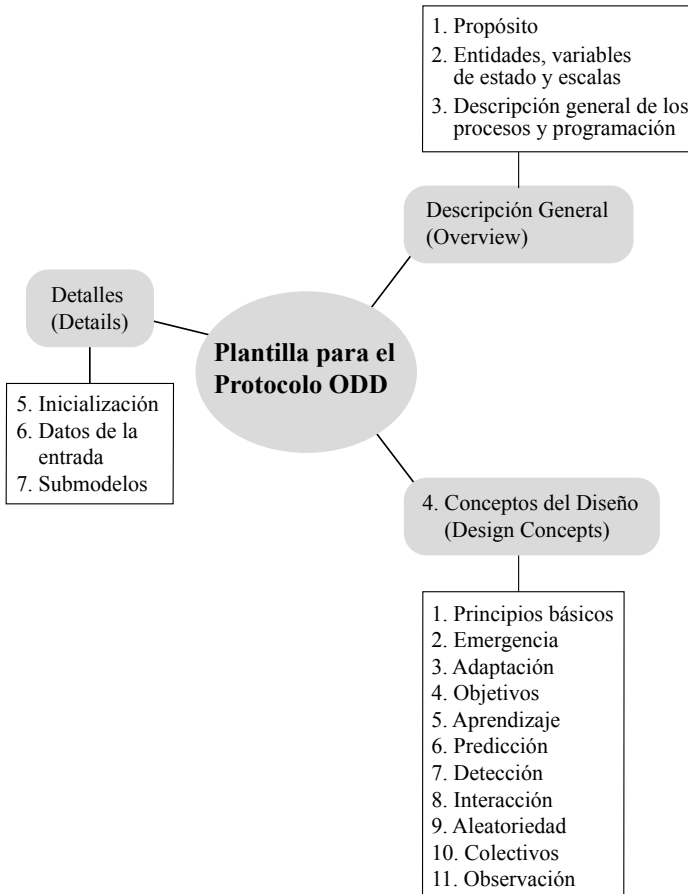 1. Propósito
2. Entidades, variables
de estado y escalas
3. Descripción general de los
procesos y programación
Descripción General
(Overview)
Detalles
(Details)
Plantilla para el
Protocolo ODD
5. Inicialización
6. Datos de la
entrada
7. Submodelos
4. Conceptos del Diseño
(Design Concepts)
1. Principios básicos
2. Emergencia
3. Adaptación
4. Objetivos
5. Aprendizaje
6. Predicción
7. Detección
8. Interacción
9. Aleatoriedad
10. Colectivos
11. Observación